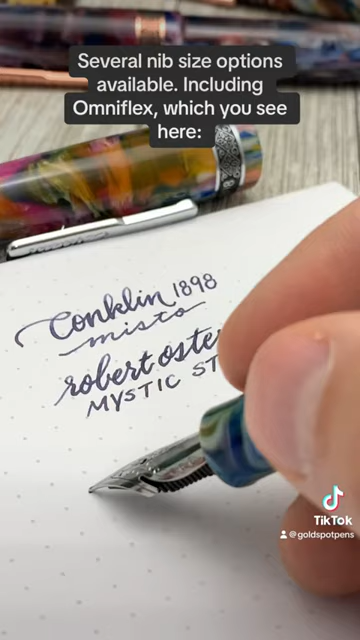 Several nib size options
available. Including
Omniflex, which you see
here:
Conklin 1898
misto
robert oste
MYSTIC ST
TikTok
@goldspotpens